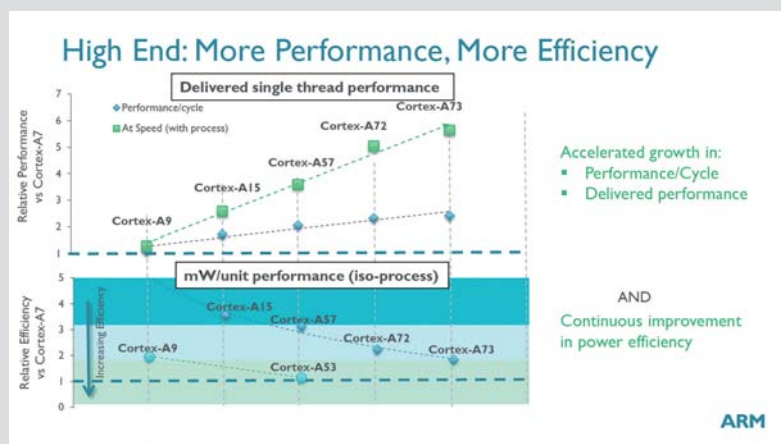 High End: More Performance, More Efficiency
Delivered single thread performance
7
6
5
4
3
2
1
Relative Performance
vs Cortex-A7
Performance/cycle
At Speed (with process)
Cortex-A9
Cortex-A15
Cortex-A57
Cortex-A72
Cortex-A73
Accelerated growth in:
Performance/Cycle
Delivered performance
mW/unit performance (iso-process)
5
4
3
2
1
0
Relative Efficiency
vs Cortex-A7
Increasing Efficiency
Cortex-A15
Cortex-A57
Cortex-A72
Cortex-A73
Cortex-A9
Cortex-A53
AND
Continuous improvement
in power efficiency
ARM